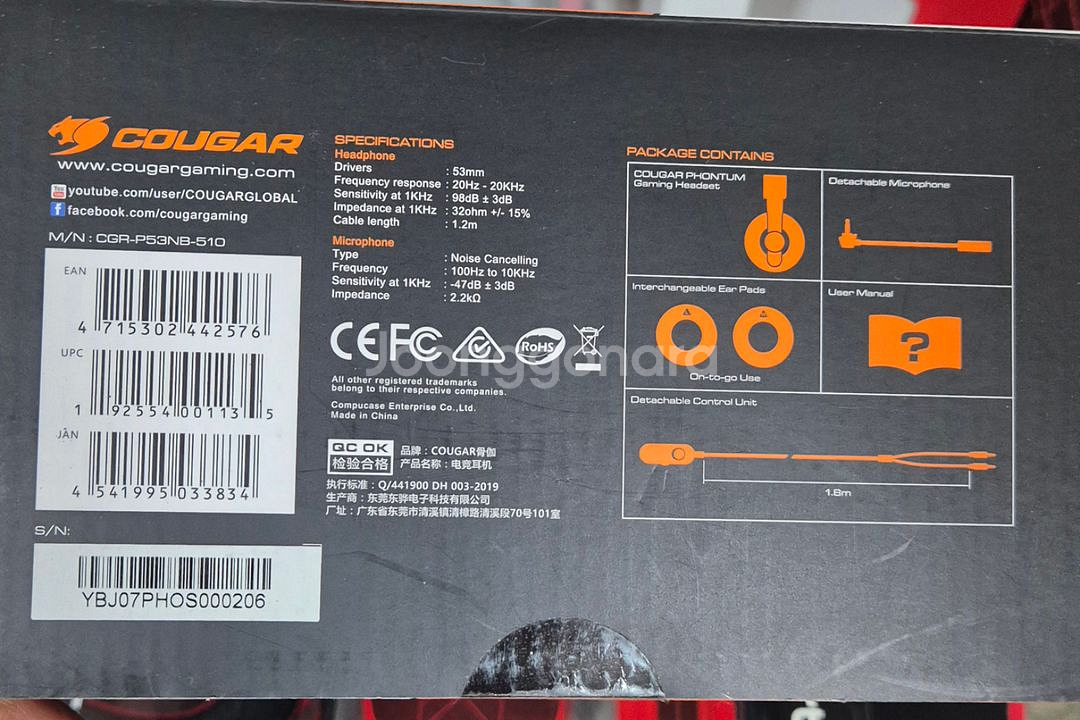 COUGAR
www.cougargaming.com
youtube.com/user/COUGARGLOBAL
facebook.com/cougargaming
M/N : CGR-P53NB-510
EAN
4 715302 442576
UPC
1 92554 00113 5
JAN
4 541995 033834
S/N:
YBJ07PHOS000206
SPECIFICATIONS
Headphone
Drivers : 53mm
Frequency response : 20Hz - 20KHz
Sensitivity at 1KHz : 98dB ± 3dB
Impedance at 1KHz : 32ohm +/- 15%
Cable length : 1.2m
Microphone
Type : Noise Cancelling
Frequency : 100Hz to 10KHz
Sensitivity at 1KHz : -47dB ± 3dB
Impedance : 2.2kΩ
CE FC RoHS
Joonggonara
All other registered trademarks
belong to their respective companies.
Compucase Enterprise Co.,Ltd.
Made in China
QC OK
检验合格
品牌：COUGAR骨伽
产品名称：电竞耳机
执行标准：Q/441900 DH 003-2019
生产商：东莞东骅电子科技有限公司
厂址：广东省东莞市清溪镇清樟路清溪段70号101室
PACKAGE CONTAINS
COUGAR PHONTUM
Gaming Headset
Detachable Microphone
Interchangeable Ear Pads
On-to-go Use
User Manual
?
Detachable Control Unit
1.8m